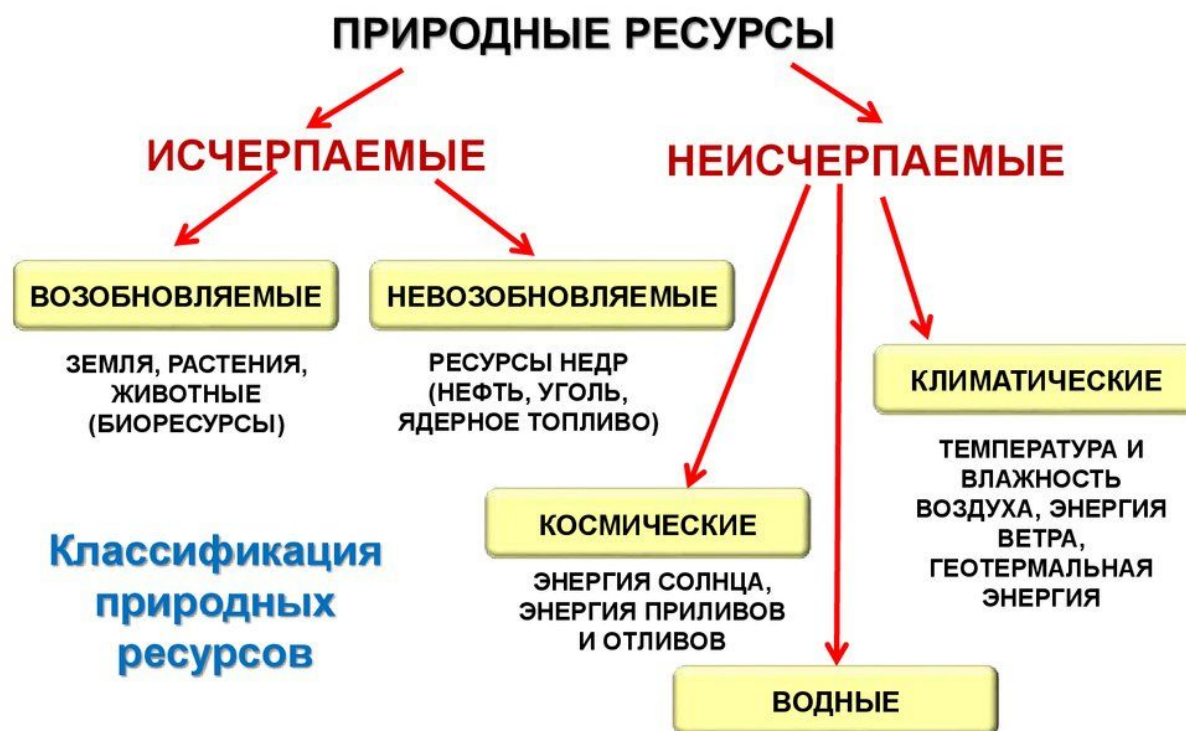 ПРИРОДНЫЕ РЕСУРСЫ
ИСЧЕРПАЕМЫЕ
НЕИСЧЕРПАЕМЫЕ
ВОЗОБНОВЛЯЕМЫЕ
ЗЕМЛЯ, РАСТЕНИЯ,
ЖИВОТНЫЕ
(БИОРЕСУРСЫ)
НЕВОЗОБНОВЛЯЕМЫЕ
РЕСУРСЫ НЕДР
(НЕФТЬ, УГОЛЬ,
ЯДЕРНОЕ ТОПЛИВО)
КЛИМАТИЧЕСКИЕ
ТЕМПЕРАТУРА И
ВЛАЖНОСТЬ
ВОЗДУХА, ЭНЕРГИЯ
ВЕТРА,
ГЕОТЕРМАЛЬНАЯ
ЭНЕРГИЯ
КОСМИЧЕСКИЕ
ЭНЕРГИЯ СОЛНЦА,
ЭНЕРГИЯ ПРИЛИВОВ
И ОТЛИВОВ
ВОДНЫЕ
Классификация
природных
ресурсов